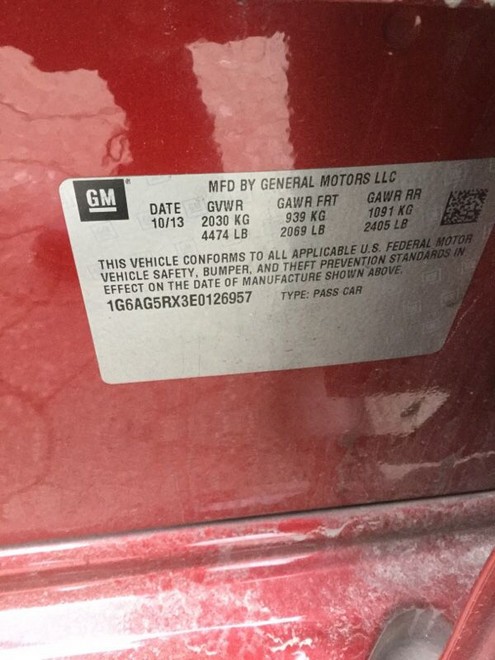 GM
MFD BY GENERAL MOTORS LLC
DATE GVWR GAWR FRT GAWR RR
10/13 2030 KG 939 KG 1091 KG
4474 LB 2069 LB 2405 LB
THIS VEHICLE CONFORMS TO ALL APPLICABLE U.S. FEDERAL MOTOR
VEHICLE SAFETY, BUMPER, AND THEFT PREVENTION STANDARDS IN
EFFECT ON THE DATE OF MANUFACTURE SHOWN ABOVE.
1G6AG5RX3E0126957 TYPE: PASS CAR